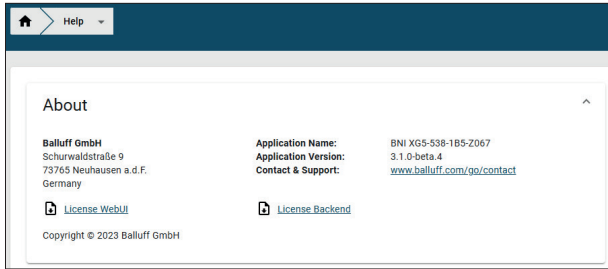 Help
About
Balluff GmbH
Schurwaldstraße 9
73765 Neuhausen a.d.F.
Germany
Application Name: BNI XG5-538-1B5-Z067
Application Version: 3.1.0-beta.4
Contact & Support: www.balluff.com/go/contact
License WebUI
License Backend
Copyright © 2023 Balluff GmbH